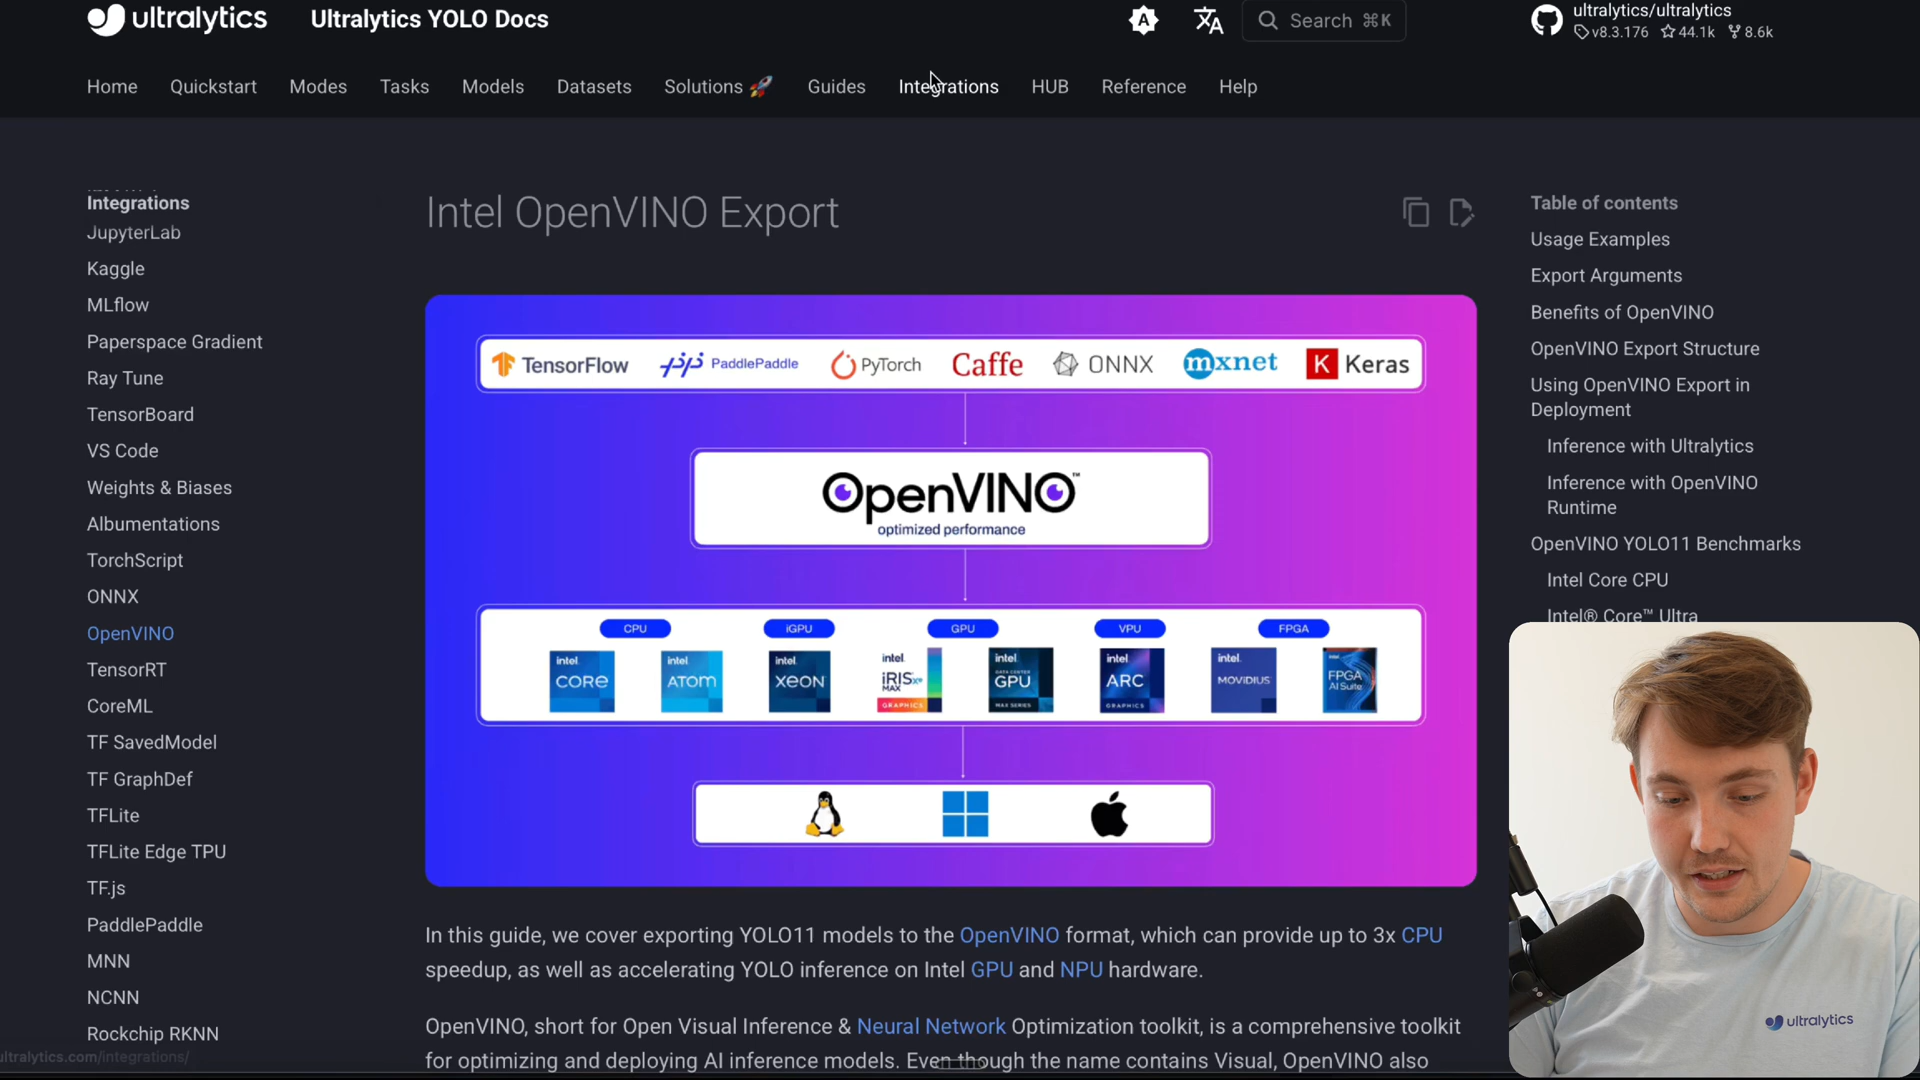 ultralytics
Ultralytics YOLO Docs
A
Search ⌘K
ultralytics/ultralytics
v8.3.176 44.1k 8.6k
Home
Quickstart
Modes
Tasks
Models
Datasets
Solutions 🚀
Guides
Integrations
HUB
Reference
Help
Integrations
JupyterLab
Kaggle
MLflow
Paperspace Gradient
Ray Tune
TensorBoard
VS Code
Weights & Biases
Albumentations
TorchScript
ONNX
OpenVINO
TensorRT
CoreML
TF SavedModel
TF GraphDef
TFLite
TFLite Edge TPU
TF.js
PaddlePaddle
MNN
NCNN
Rockchip RKNN
ultralytics.com/integrations/
Intel OpenVINO Export
TensorFlow
PaddlePaddle
PyTorch
Caffe
ONNX
mxnet
K Keras
OpenVINO™
optimized performance
CPU
iGPU
GPU
VPU
FPGA
intel CORE
intel ATOM
intel XEON
intel IRIS Xe MAX GRAPHICS
intel DATA CENTER GPU MAX SERIES
intel ARC GRAPHICS
intel MOVIDIUS
intel FPGA AI Suite
In this guide, we cover exporting YOLO11 models to the OpenVINO format, which can provide up to 3x CPU
speedup, as well as accelerating YOLO inference on Intel GPU and NPU hardware.
OpenVINO, short for Open Visual Inference & Neural Network Optimization toolkit, is a comprehensive toolkit
for optimizing and deploying AI inference models. Even though the name contains Visual, OpenVINO also
Table of contents
Usage Examples
Export Arguments
Benefits of OpenVINO
OpenVINO Export Structure
Using OpenVINO Export in
Deployment
Inference with Ultralytics
Inference with OpenVINO
Runtime
OpenVINO YOLO11 Benchmarks
Intel Core CPU
Intel® Core™ Ultra
ultralytics